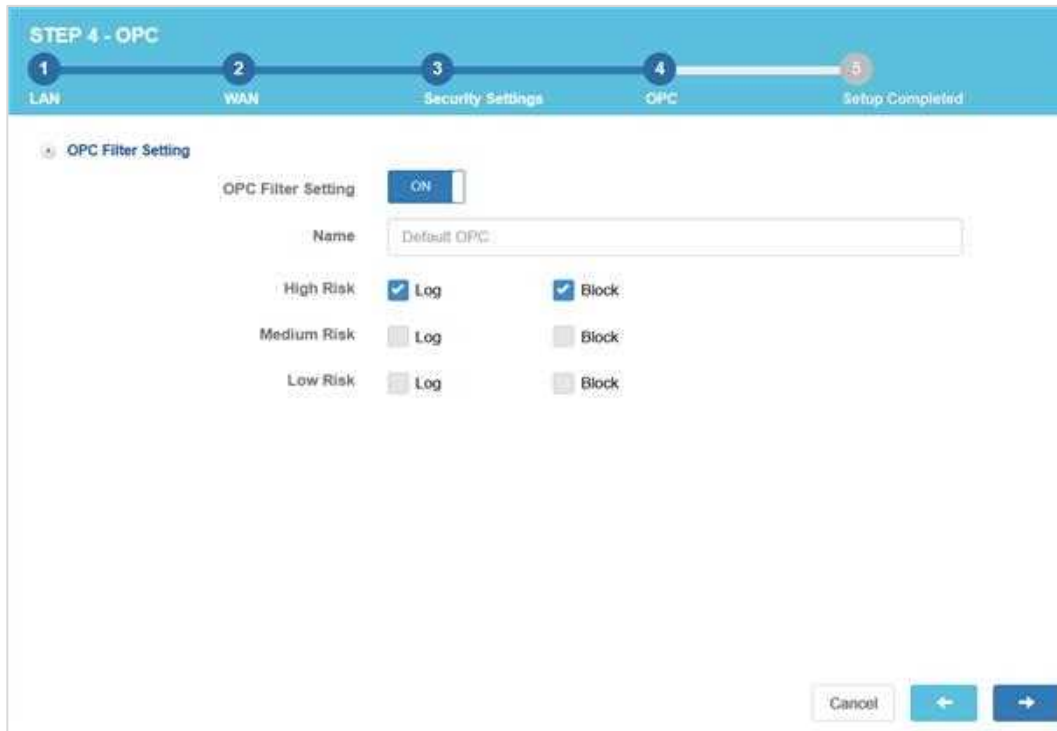 STEP 4 - OPC
1 2 3 4 5
LAN WAN Security Settings OPC Setup Completed
OPC Filter Setting
OPC Filter Setting ON
Name Default OPC
High Risk Log Block
Medium Risk Log Block
Low Risk Log Block
Cancel